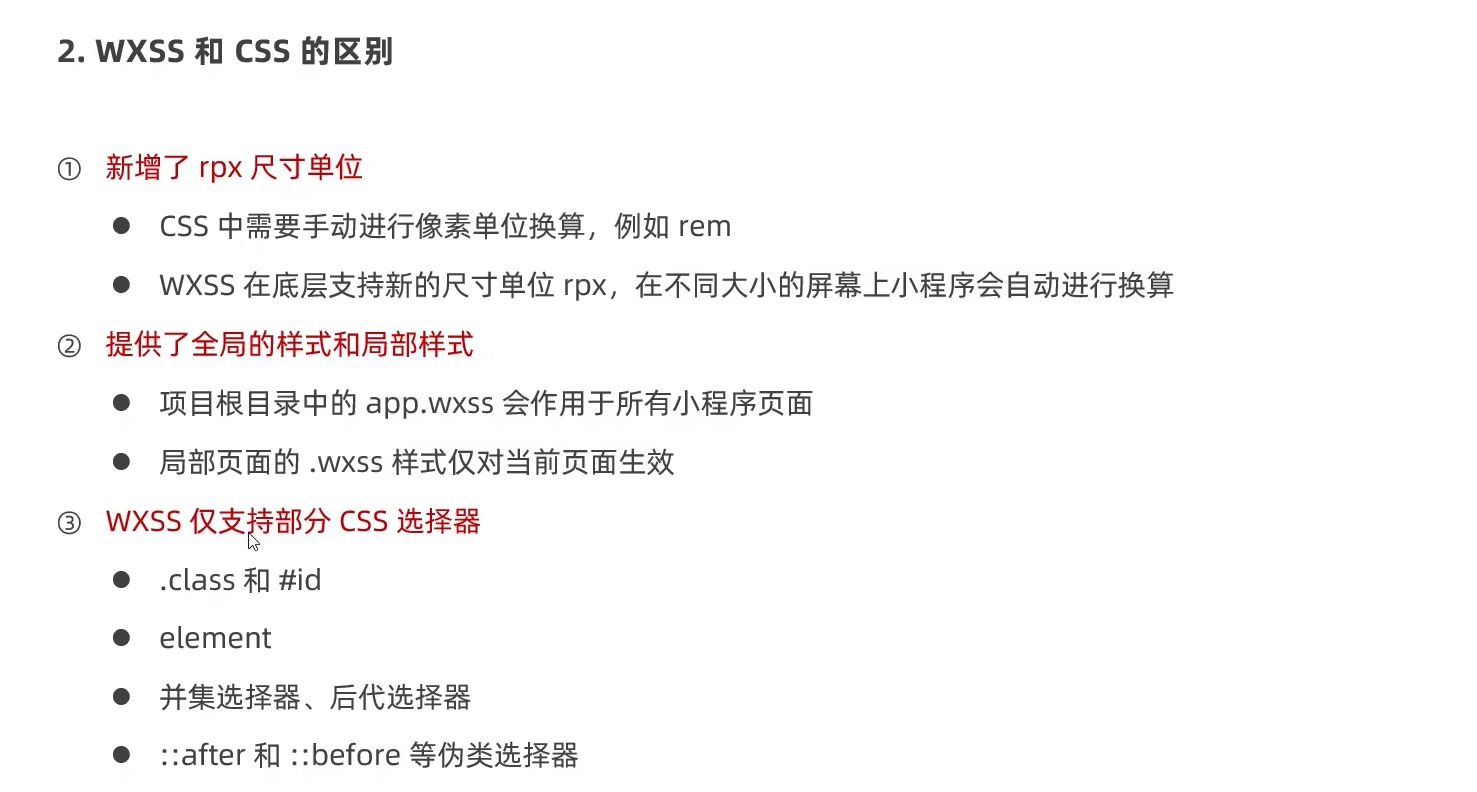 2. WXSS 和 CSS 的区别
① 新增了 rpx 尺寸单位
● CSS 中需要手动进行像素单位换算，例如 rem
● WXSS 在底层支持新的尺寸单位 rpx，在不同大小的屏幕上小程序会自动进行换算
② 提供了全局的样式和局部样式
● 项目根目录中的 app.wxss 会作用于所有小程序页面
● 局部页面的 .wxss 样式仅对当前页面生效
③ WXSS 仅支持部分 CSS 选择器
● .class 和 #id
● element
● 并集选择器、后代选择器
● ::after 和 ::before 等伪类选择器